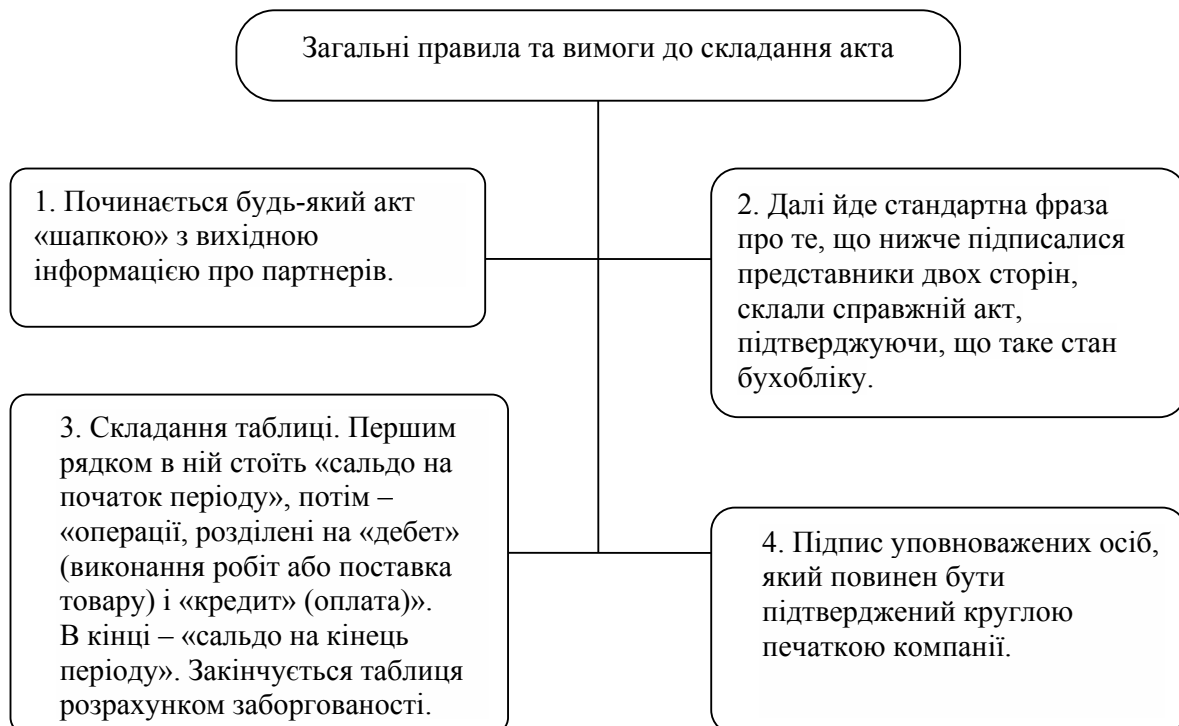 Загальні правила та вимоги до складання акта
1. Починається будь-який акт
«шапкою» з вихідною
інформацією про партнерів.
2. Далі йде стандартна фраза
про те, що нижче підписалися
представники двох сторін,
склали справжній акт,
підтверджуючи, що таке стан
бухобліку.
3. Складання таблиці. Першим
рядком в ній стоїть «сальдо на
початок періоду», потім –
«операції, розділені на «дебет»
(виконання робіт або поставка
товару) і «кредит» (оплата)».
В кінці – «сальдо на кінець
періоду». Закінчується таблиця
розрахунком заборгованості.
4. Підпис уповноважених осіб,
який повинен бути
підтверджений круглою
печаткою компанії.